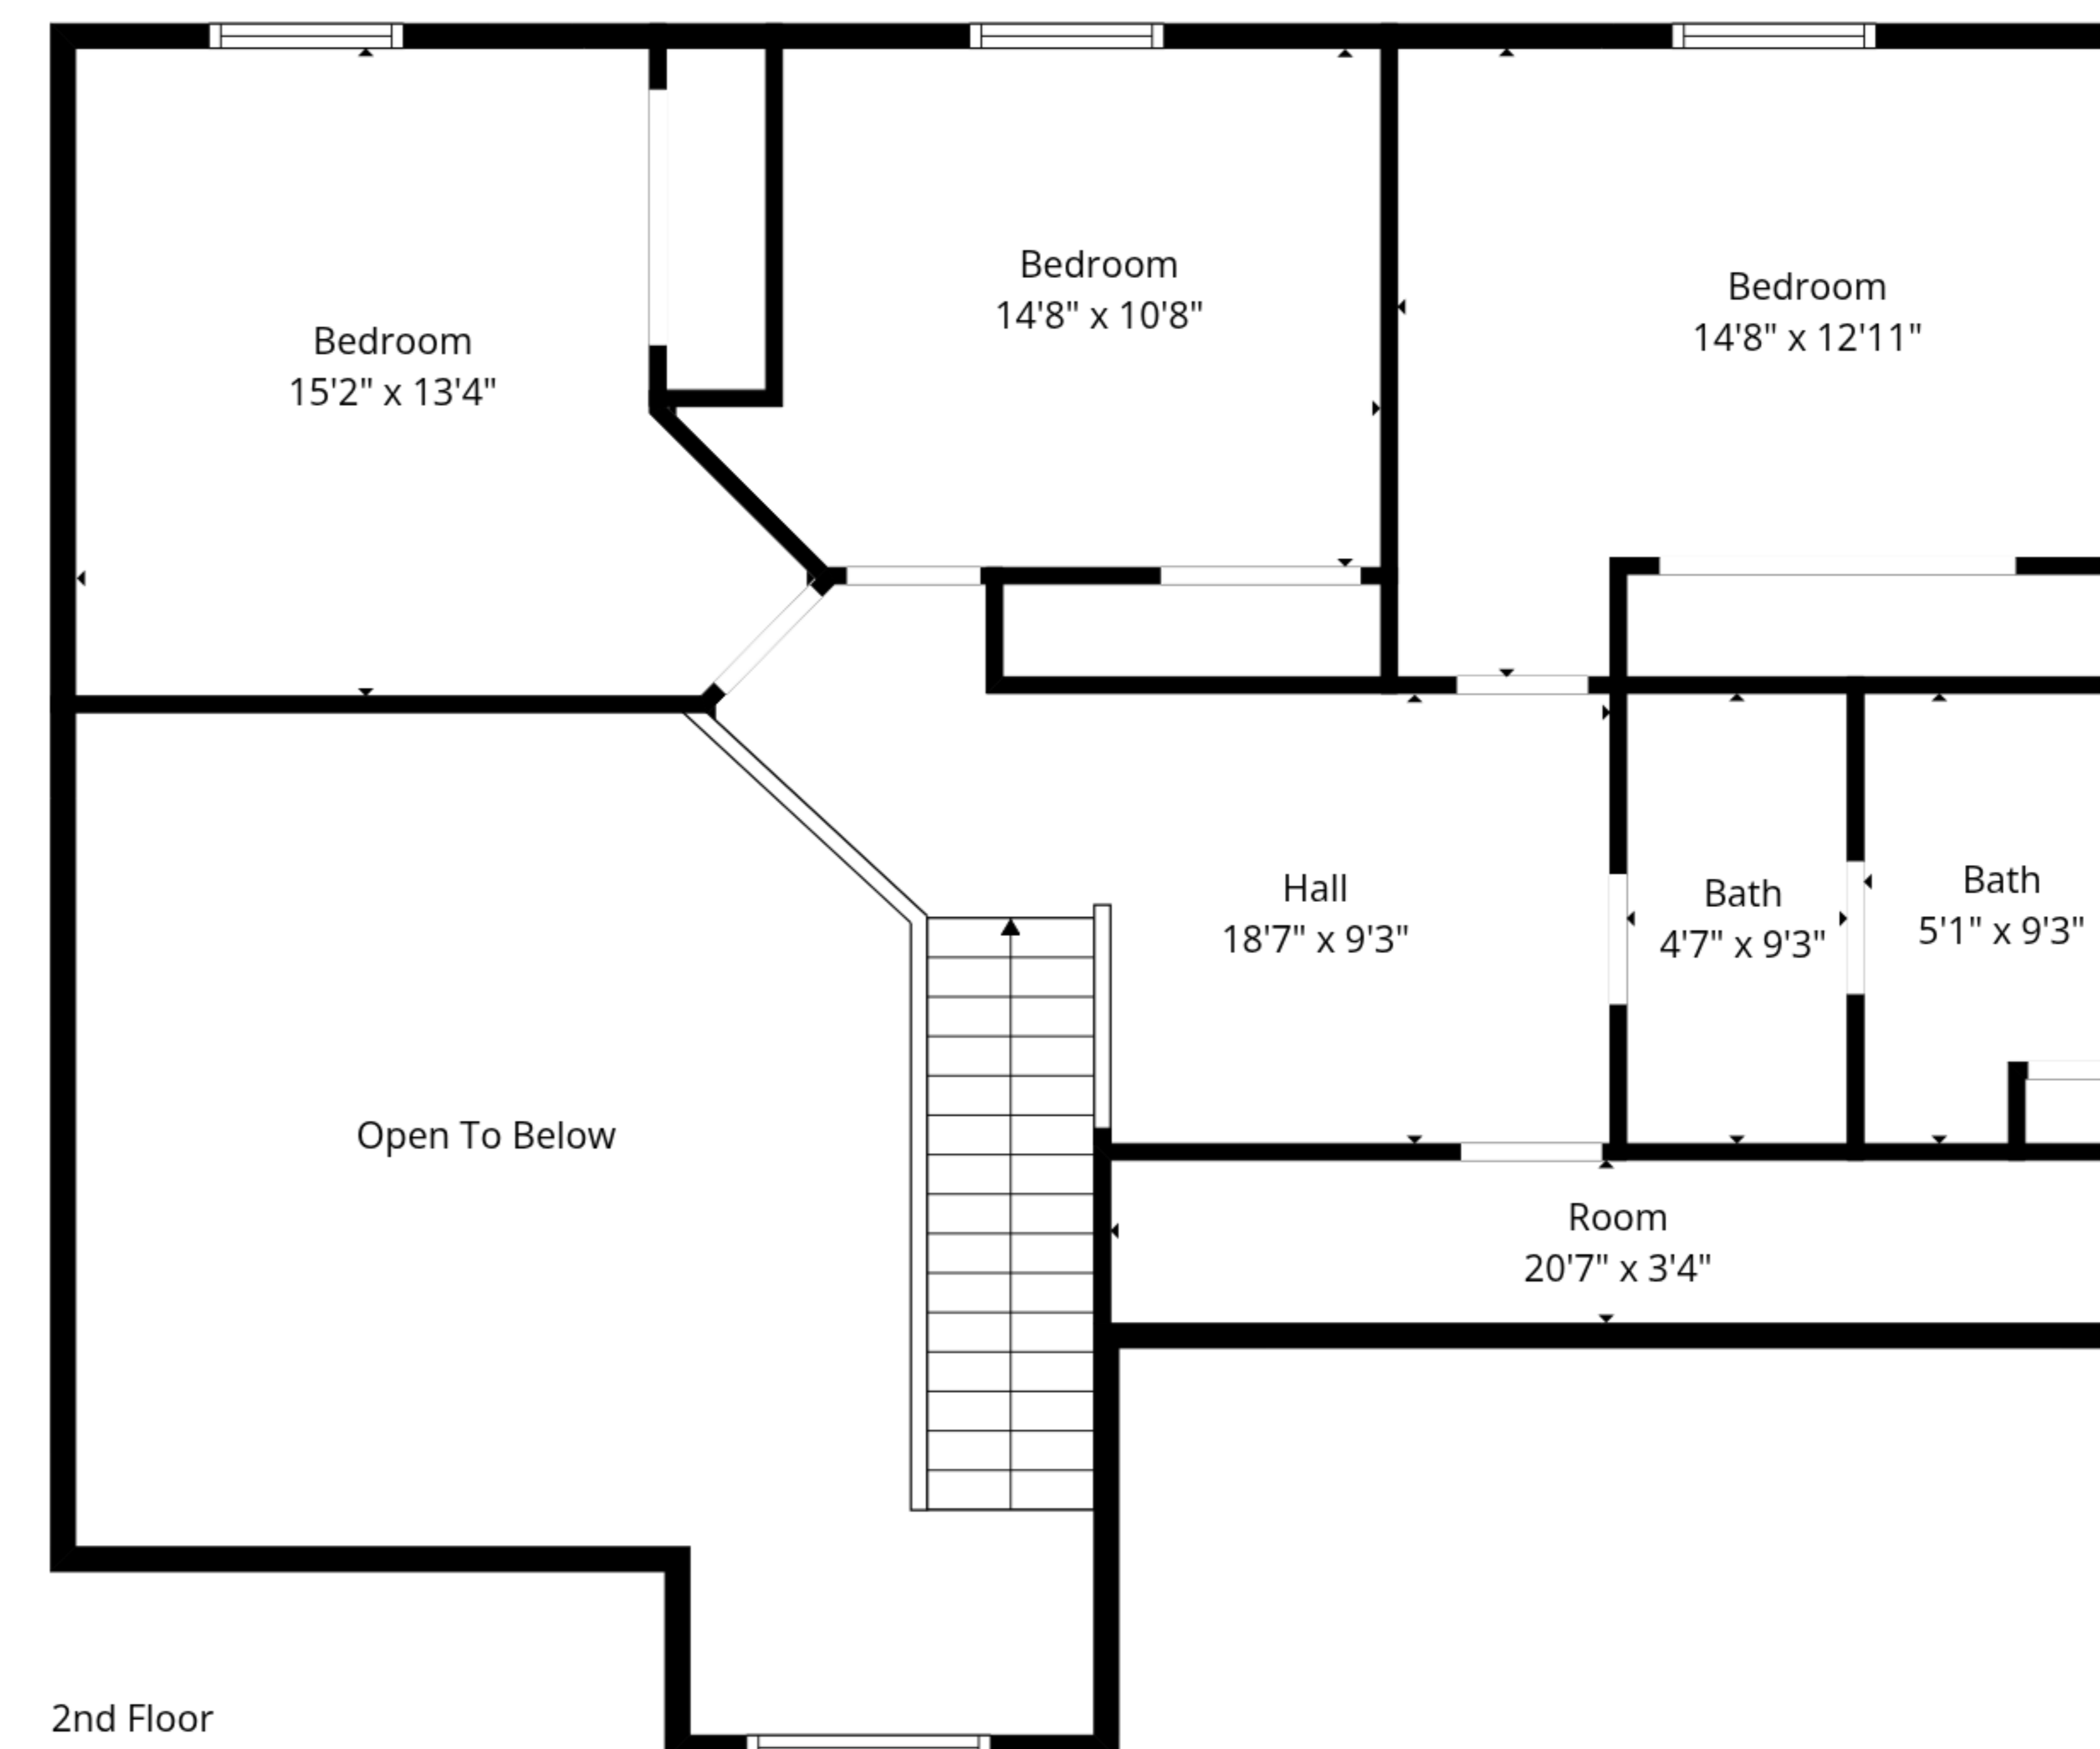 Bedroom
15'2" x 13'4"
Bedroom
14'8" x 10'8"
Bedroom
14'8" x 12'11"
Hall
18'7" x 9'3"
Bath
4'7" x 9'3"
Bath
5'1" x 9'3"
Open To Below
Room
20'7" x 3'4"
2nd Floor